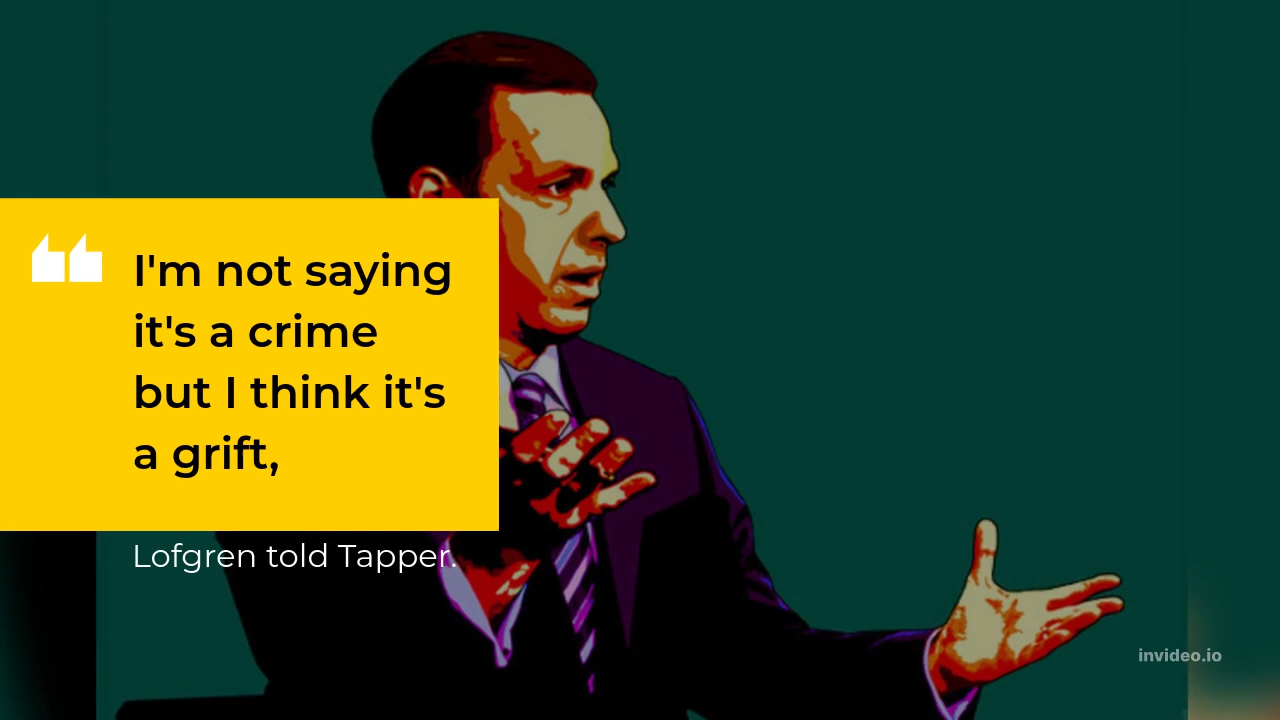 I'm not saying
it's a crime
but I think it's
a grift,
Lofgren told Tapper.
invideo.io